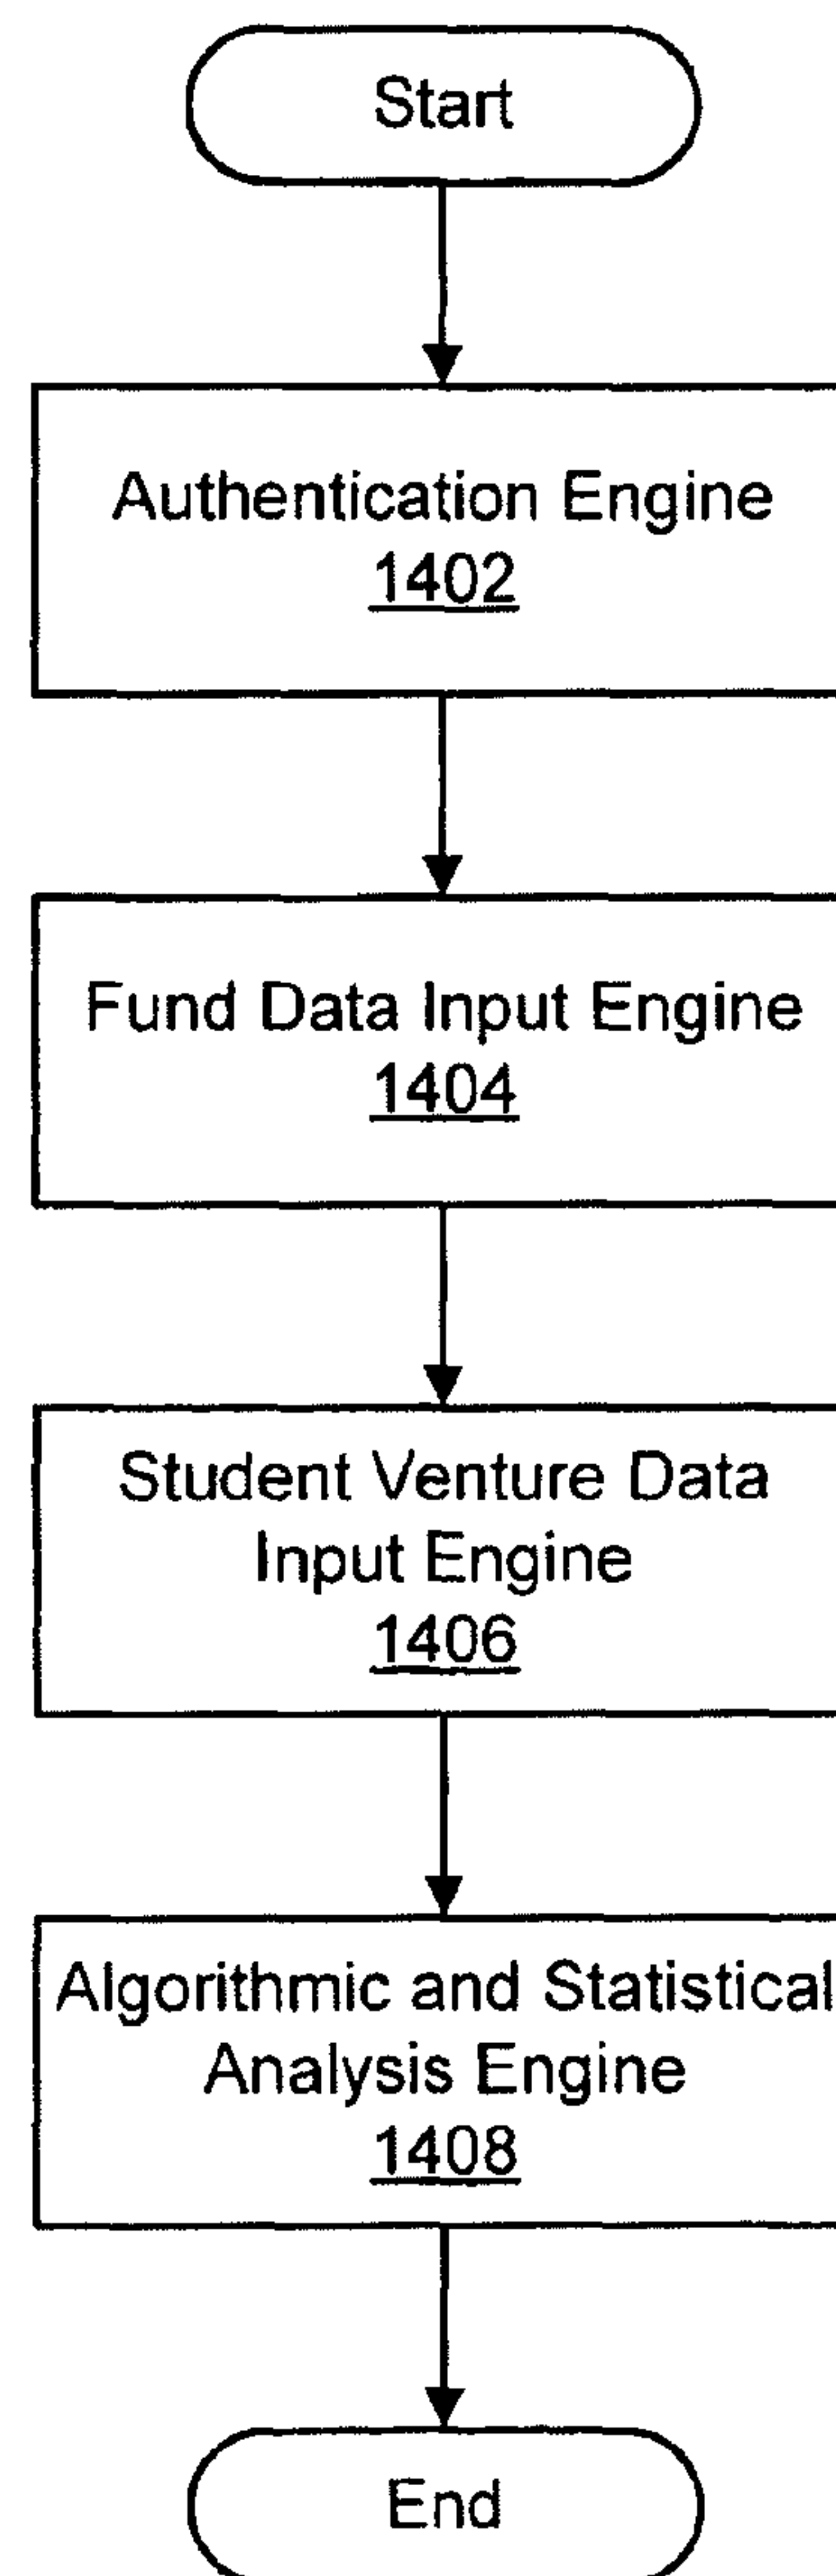 Start
Authentication Engine
1402
Fund Data Input Engine
1404
Student Venture Data
Input Engine
1406
Algorithmic and Statistical
Analysis Engine
1408
End